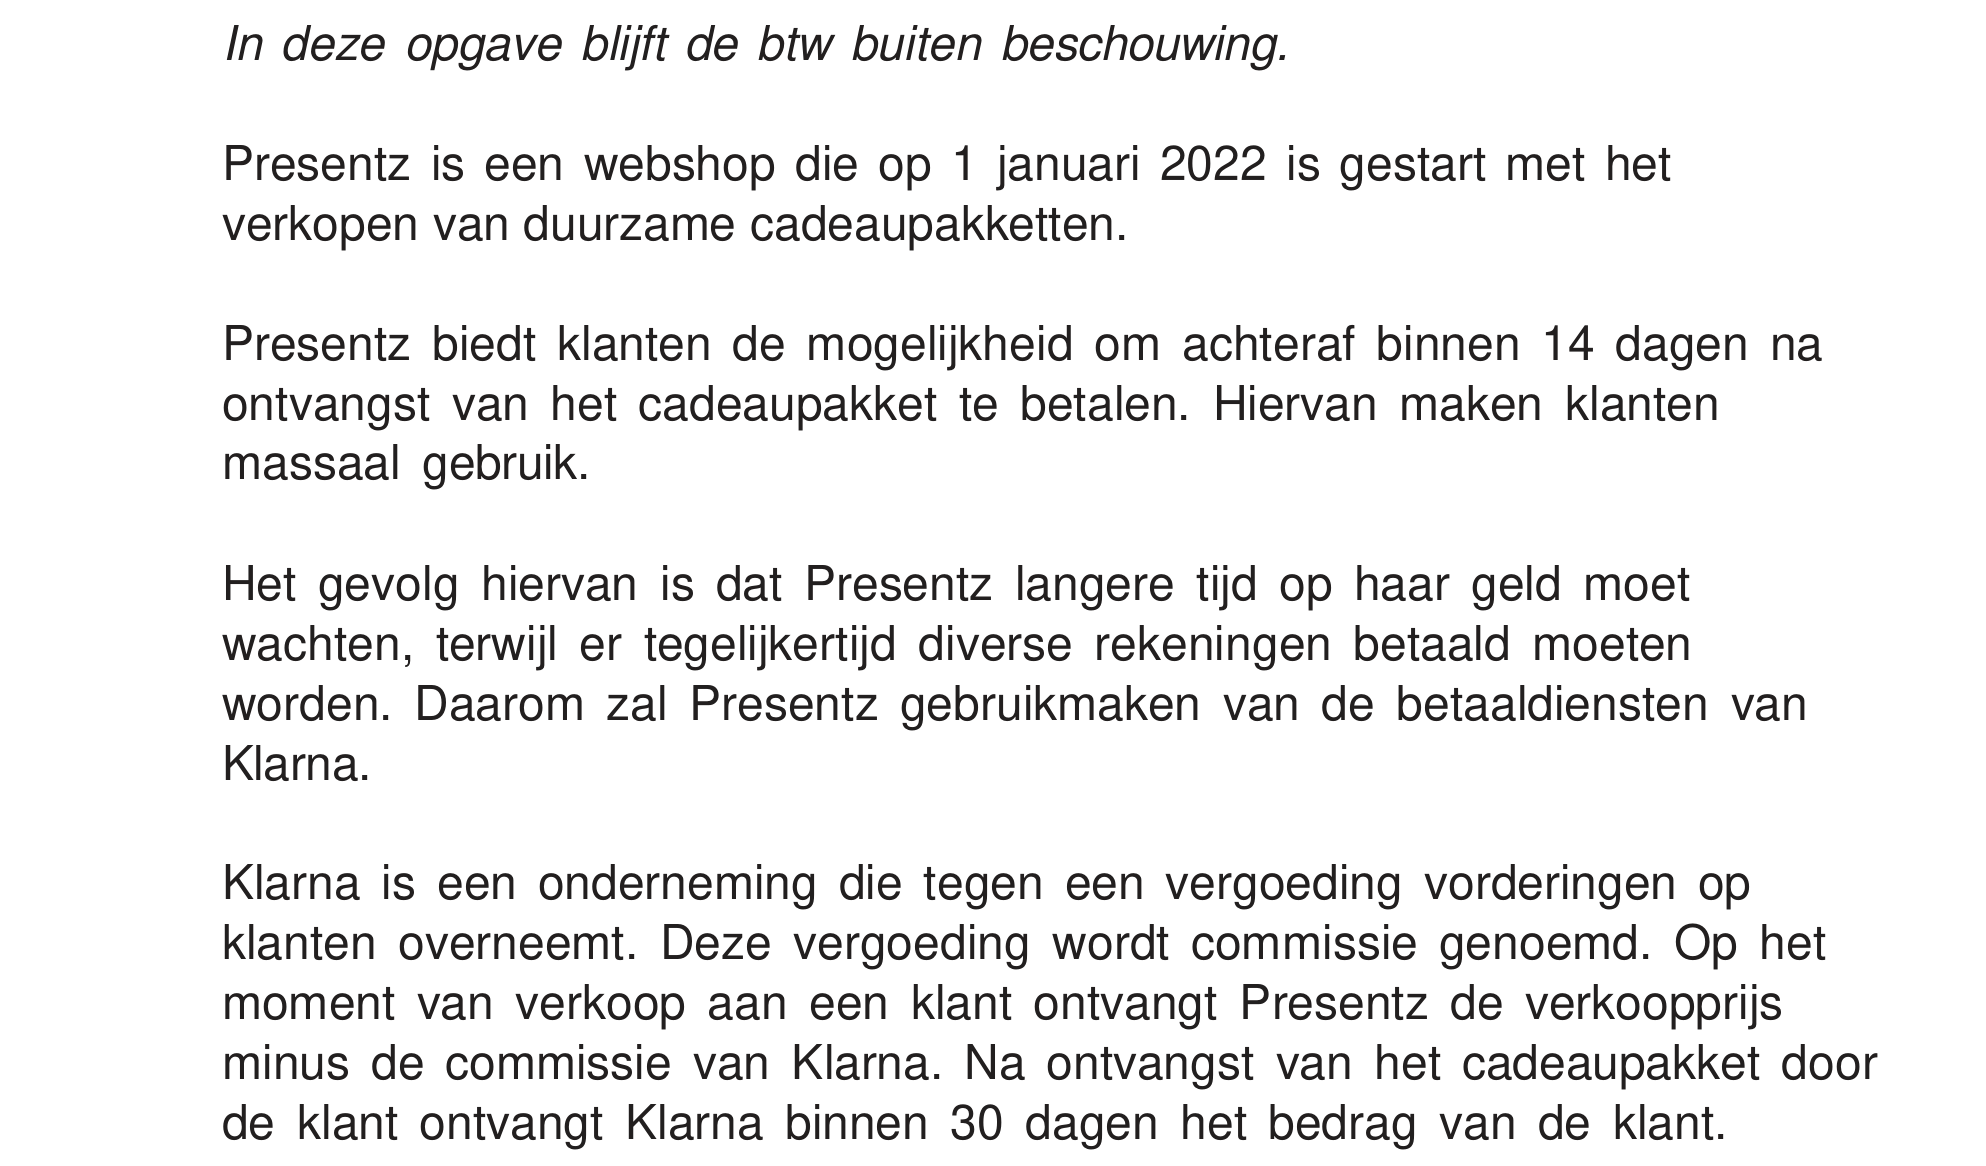 In deze opgave blijft de btw buiten beschouwing.
Presentz is een webshop die op 1 januari 2022 is gestart met het
verkopen van duurzame cadeaupakketten.
Presentz biedt klanten de mogelijkheid om achteraf binnen 14 dagen na
ontvangst van het cadeaupakket te betalen. Hiervan maken klanten
massaal gebruik.
Het gevolg hiervan is dat Presentz langere tijd op haar geld moet
wachten, terwijl er tegelijkertijd diverse rekeningen betaald moeten
worden. Daarom zal Presentz gebruikmaken van de betaaldiensten van
Klarna.
Klarna is een onderneming die tegen een vergoeding vorderingen op
klanten overneemt. Deze vergoeding wordt commissie genoemd. Op het
moment van verkoop aan een klant ontvangt Presentz de verkoopprijs
minus de commissie van Klarna. Na ontvangst van het cadeaupakket door
de klant ontvangt Klarna binnen 30 dagen het bedrag van de klant.